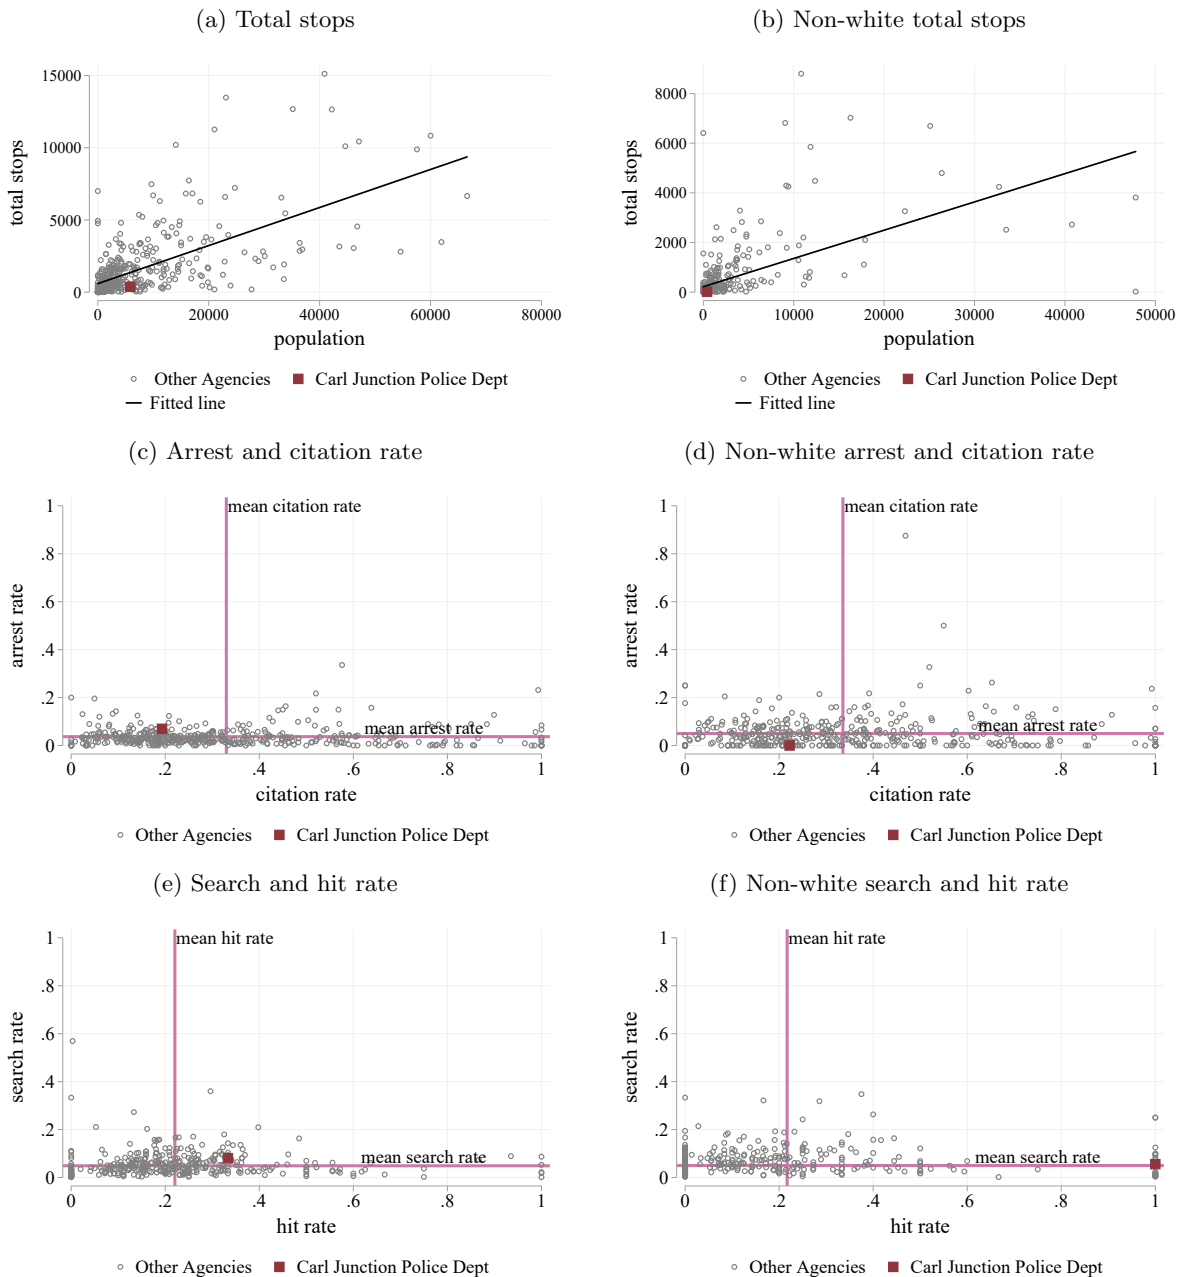 (a) Total stops
15000
10000
5000
0
total stops
0 20000 40000 60000 80000
population
Other Agencies Carl Junction Police Dept
Fitted line
(b) Non-white total stops
8000
6000
4000
2000
0
total stops
0 10000 20000 30000 40000 50000
population
Other Agencies Carl Junction Police Dept
Fitted line
(c) Arrest and citation rate
mean citation rate
1
.8
.6
.4
.2
0
arrest rate
mean arrest rate
0 .2 .4 .6 .8 1
citation rate
Other Agencies Carl Junction Police Dept
(d) Non-white arrest and citation rate
mean citation rate
1
.8
.6
.4
.2
0
arrest rate
mean arrest rate
0 .2 .4 .6 .8 1
citation rate
Other Agencies Carl Junction Police Dept
(e) Search and hit rate
mean hit rate
1
.8
.6
.4
.2
0
search rate
mean search rate
0 .2 .4 .6 .8 1
hit rate
Other Agencies Carl Junction Police Dept
(f) Non-white search and hit rate
mean hit rate
1
.8
.6
.4
.2
0
search rate
mean search rate
0 .2 .4 .6 .8 1
hit rate
Other Agencies Carl Junction Police Dept